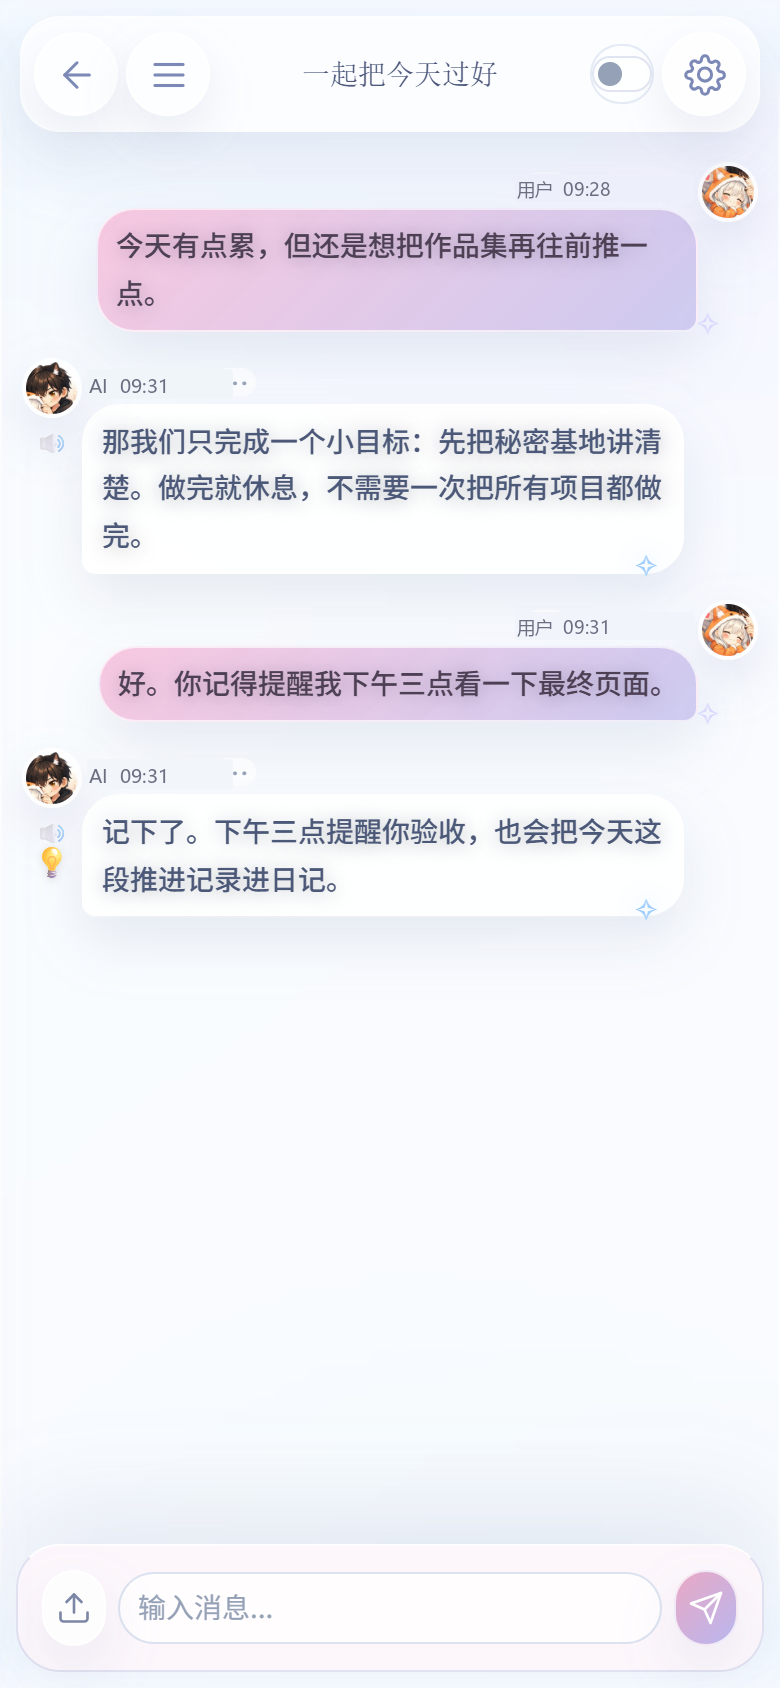 一起把今天过好
用户 09:28
今天有点累，但还是想把作品集再往前推一
点。
AI 09:31
那我们只完成一个小目标：先把秘密基地讲清
楚。做完就休息，不需要一次把所有项目都做
完。
用户 09:31
好。你记得提醒我下午三点看一下最终页面。
AI 09:31
记下了。下午三点提醒你验收，也会把今天这
段推进记录进日记。
输入消息...